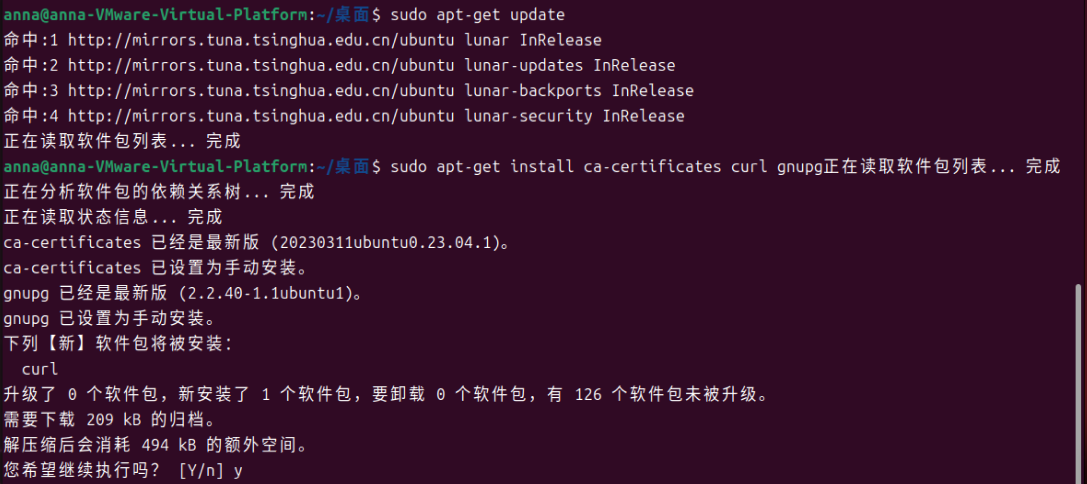 anna@anna-VMware-Virtual-Platform:~/桌面$ sudo apt-get update
命中:1 http://mirrors.tuna.tsinghua.edu.cn/ubuntu lunar InRelease
命中:2 http://mirrors.tuna.tsinghua.edu.cn/ubuntu lunar-updates InRelease
命中:3 http://mirrors.tuna.tsinghua.edu.cn/ubuntu lunar-backports InRelease
命中:4 http://mirrors.tuna.tsinghua.edu.cn/ubuntu lunar-security InRelease
正在读取软件包列表... 完成
anna@anna-VMware-Virtual-Platform:~/桌面$ sudo apt-get install ca-certificates curl gnupg正在读取软件包列表... 完成
正在分析软件包的依赖关系树... 完成
正在读取状态信息... 完成
ca-certificates 已经是最新版 (20230311ubuntu0.23.04.1)。
ca-certificates 已设置为手动安装。
gnupg 已经是最新版 (2.2.40-1.1ubuntu1)。
gnupg 已设置为手动安装。
下列【新】软件包将被安装：
  curl
升级了 0 个软件包，新安装了 1 个软件包，要卸载 0 个软件包，有 126 个软件包未被升级。
需要下载 209 kB 的归档。
解压缩后会消耗 494 kB 的额外空间。
您希望继续执行吗？ [Y/n] y